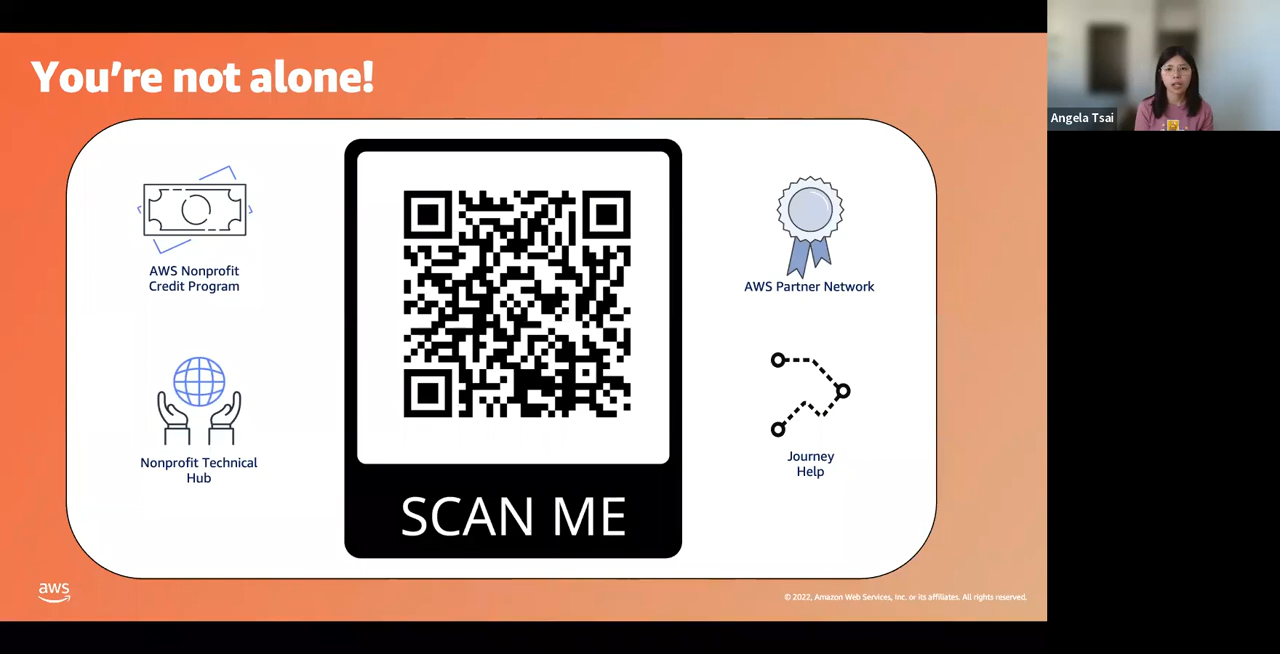 You're not alone!
Angela Tsai
AWS Nonprofit
Credit Program
AWS Partner Network
Nonprofit Technical
Hub
Journey
Help
SCAN ME
aws
© 2022, Amazon Web Services, Inc. or its affiliates. All rights reserved.